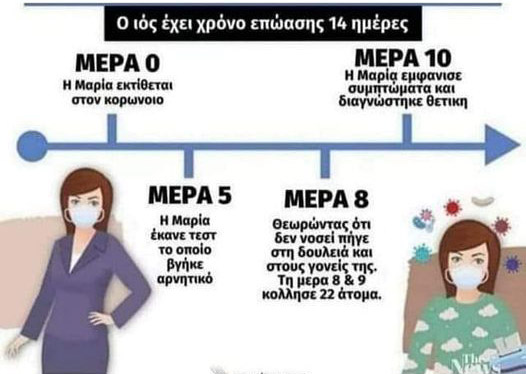 Ο ιός έχει χρόνο επώασης 14 ημέρες
ΜΕΡΑ 0
Η Μαρία εκτίθεται
στον κορωνοιο
ΜΕΡΑ 10
Η Μαρία εμφανισε
συμπτώματα και
διαγνώστηκε θετικη
ΜΕΡΑ 5
Η Μαρία
έκανε τεστ
το οποίο
βγήκε
αρνητικό
ΜΕΡΑ 8
Θεωρώντας ότι
δεν νοσεί πήγε
στη δουλειά και
στους γονείς της.
Τη μερα 8 & 9
κολλησε 22 άτομα.
The
News